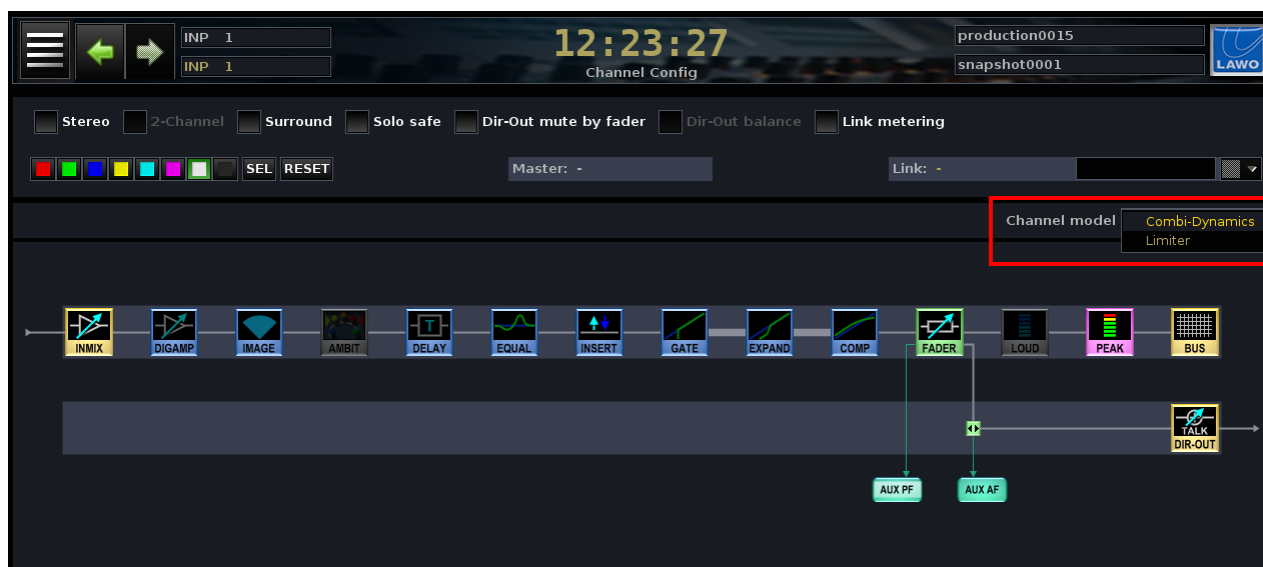 INP 1
INP 1
12:23:27
Channel Config
production0015
snapshot0001
LAWO
Stereo 2-Channel Surround Solo safe Dir-Out mute by fader Dir-Out balance Link metering
SEL RESET Master: - Link: -
Channel model Combi-Dynamics
Limiter
INMIX DIGAMP IMAGE AMBIT T DELAY EQUAL INSERT GATE EXPAND COMP FADER LOUD PEAK BUS
TALK
DIR-OUT
AUX PF AUX AF